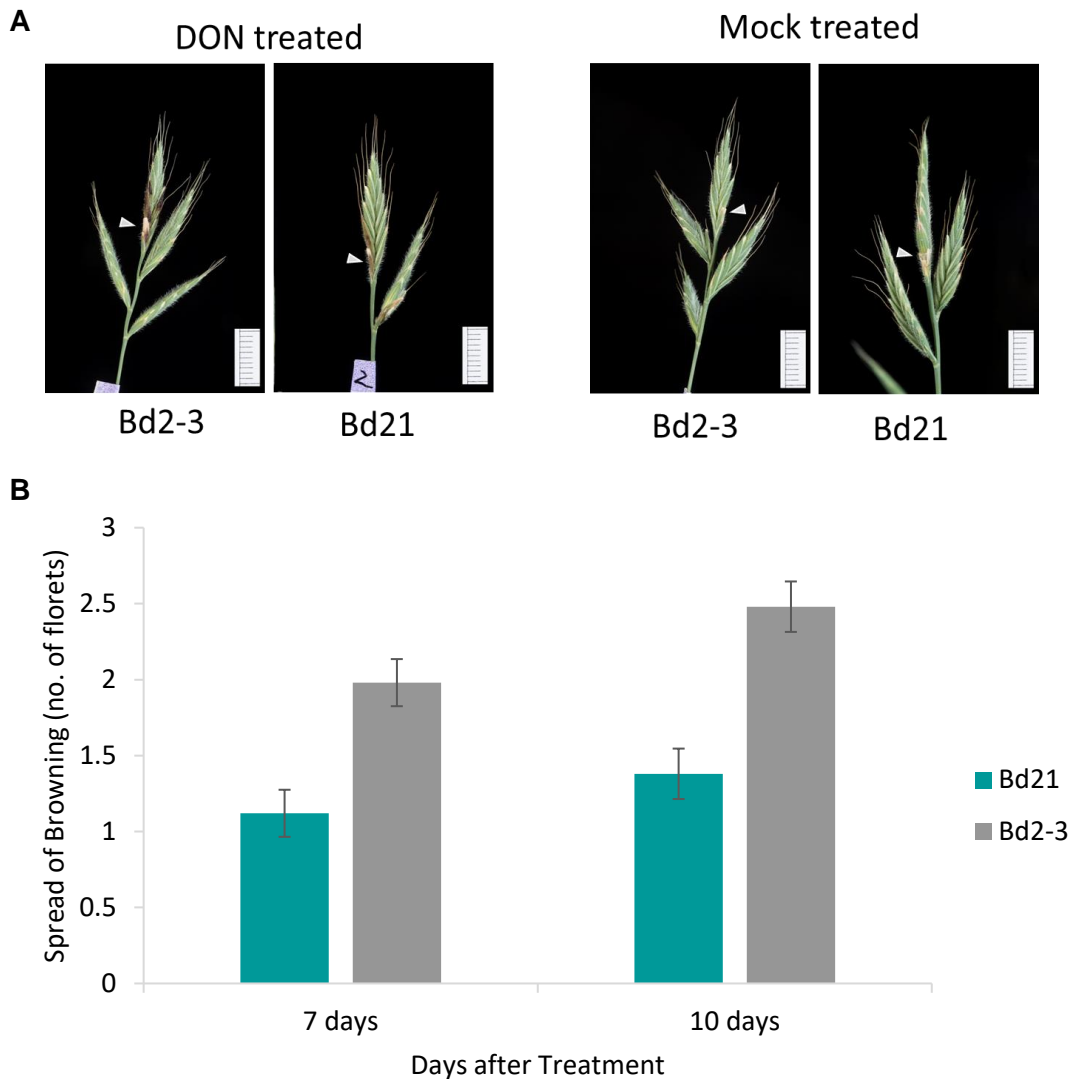 A
DON treated
Mock treated
2
Bd2-3
Bd21
Bd2-3
Bd21
B
Spread of Browning (no. of florets)
3
2.5
2
1.5
1
0.5
0
7 days
10 days
Days after Treatment
Bd21
Bd2-3